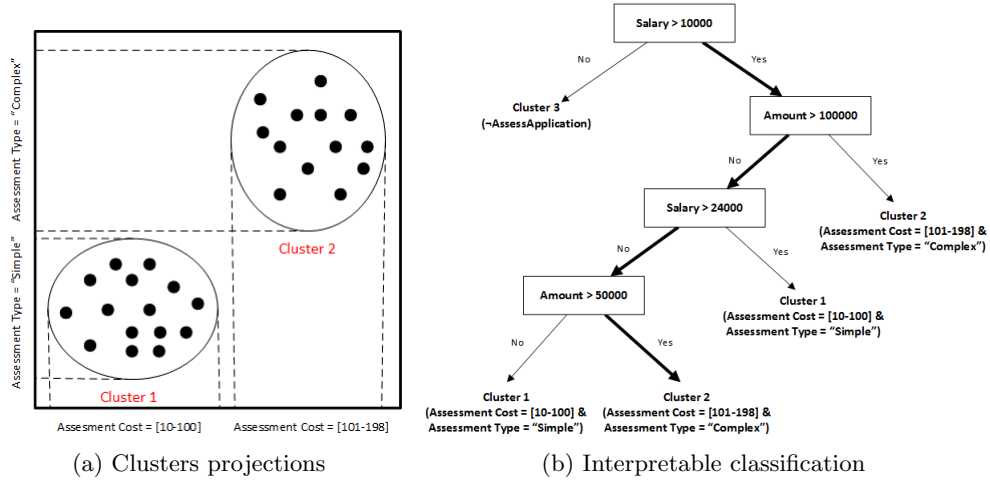 Assessment Type = "Complex"
Assessment Type = "Simple"
Cluster 2
Cluster 1
Assesment Cost = [10-100]
Assessment Cost = [101-198]
(a) Clusters projections
Salary > 10000
No
Yes
Cluster 3
(¬AssessApplication)
Amount > 100000
No
Yes
Salary > 24000
Cluster 2
(Assessment Cost = [101-198] &
Assessment Type = "Complex")
No
Yes
Amount > 50000
Cluster 1
(Assessment Cost = [10-100] &
Assessment Type = "Simple")
No
Yes
Cluster 1
(Assessment Cost = [10-100] &
Assessment Type = "Simple")
Cluster 2
(Assessment Cost = [101-198] &
Assessment Type = "Complex")
(b) Interpretable classification